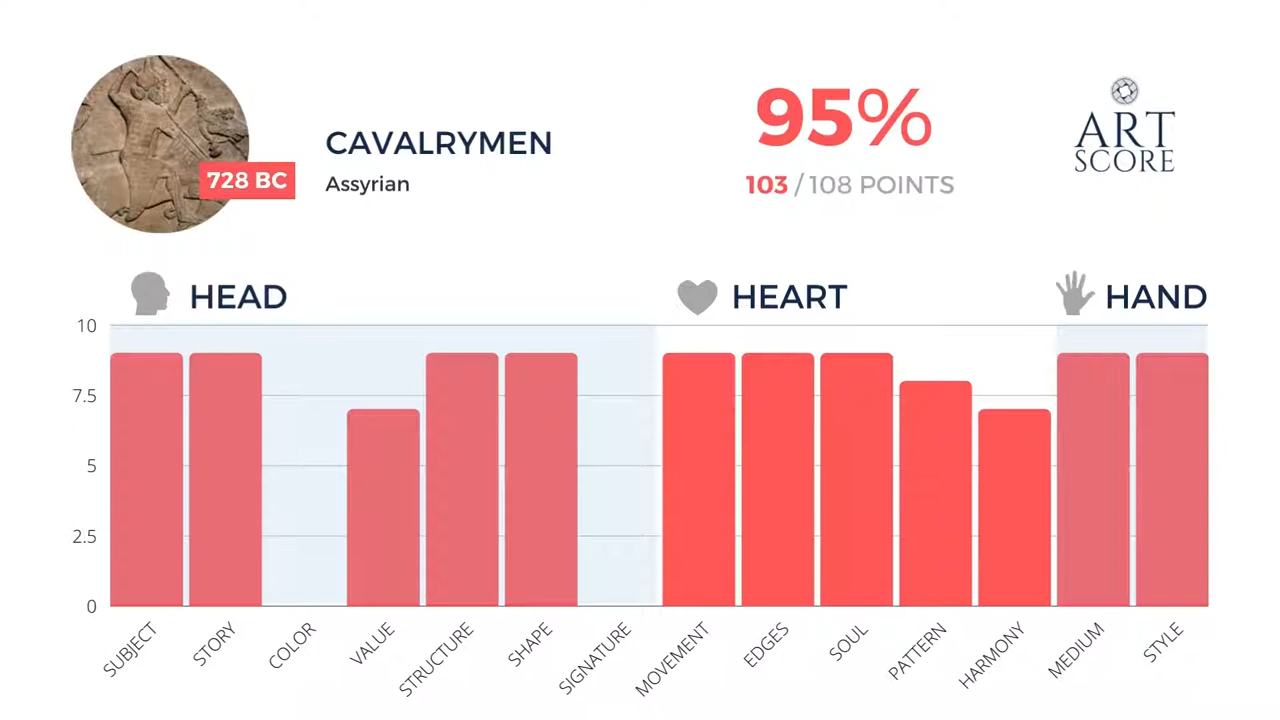 728 BC
CAVALRYMEN
Assyrian
95%
103 / 108 POINTS
ART
SCORE
HEAD
HEART
HAND
10
7.5
5
2.5
0
SUBJECT
STORY
COLOR
VALUE
STRUCTURE
SHAPE
SIGNATURE
MOVEMENT
EDGES
SOUL
PATTERN
HARMONY
MEDIUM
STYLE